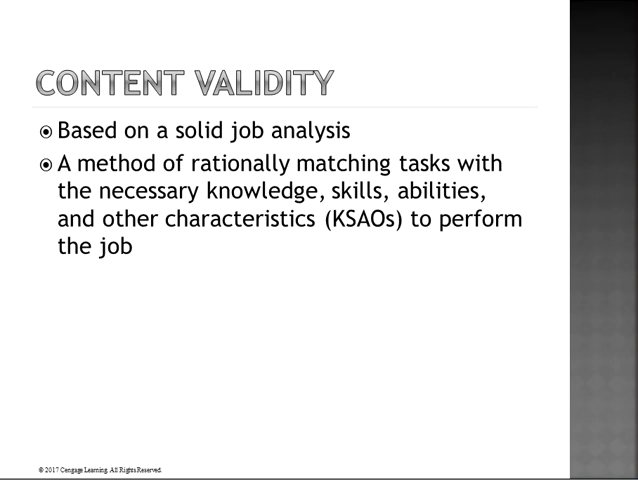 CONTENT VALIDITY
Based on a solid job analysis
A method of rationally matching tasks with
the necessary knowledge, skills, abilities,
and other characteristics (KSAOs) to perform
the job
© 2017 Cengage Learning. All Rights Reserved.